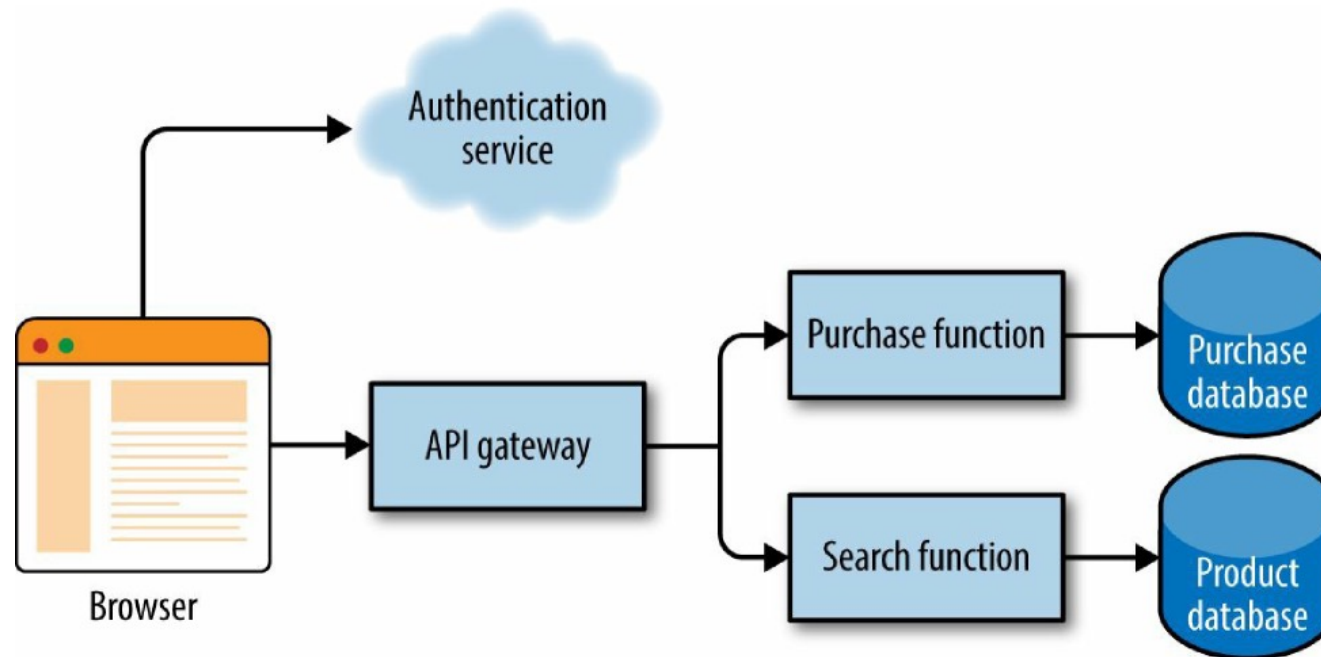 Authentication
service
Purchase function
Purchase
database
API gateway
Search function
Product
database
Browser